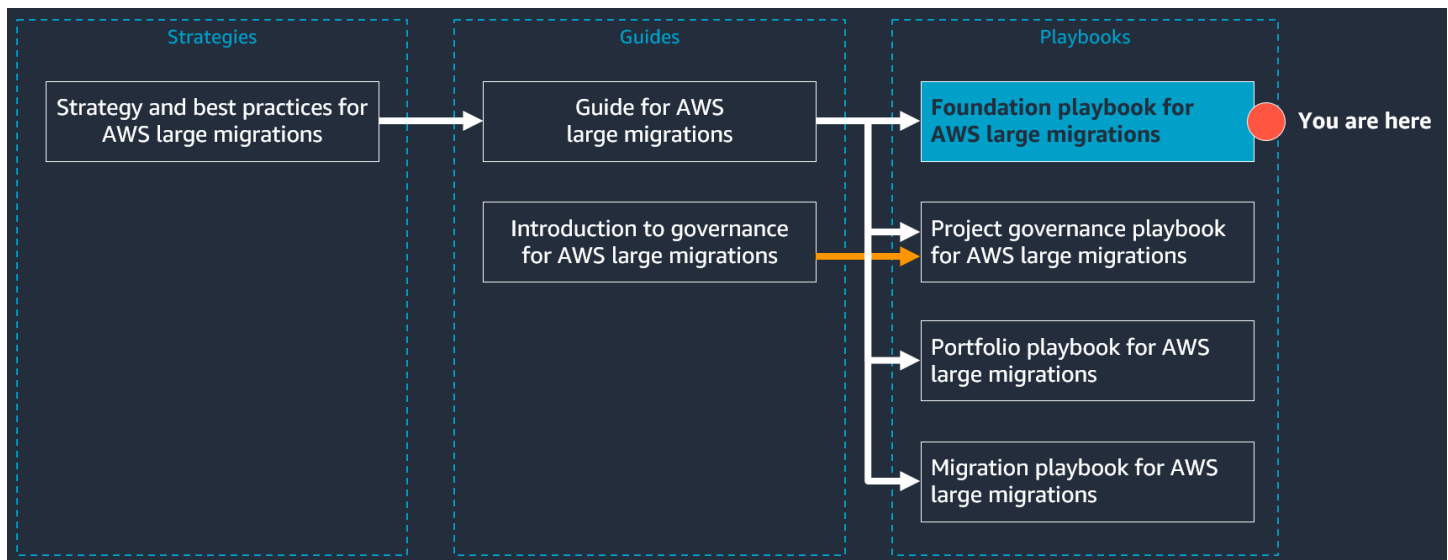 Strategies
Strategy and best practices for
AWS large migrations
Guides
Guide for AWS
large migrations
Introduction to governance
for AWS large migrations
Playbooks
Foundation playbook for
AWS large migrations
You are here
Project governance playbook
for AWS large migrations
Portfolio playbook for AWS
large migrations
Migration playbook for AWS
large migrations